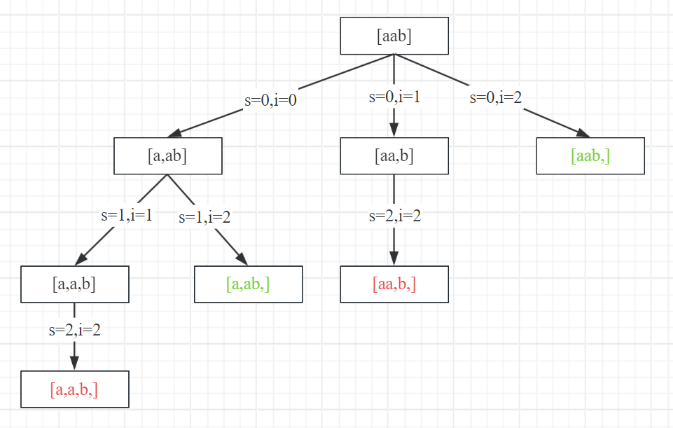 [aab]
s=0,i=0
s=0,i=1
s=0,i=2
[a,ab]
[aa,b]
[aab,]
s=1,i=1
s=1,i=2
s=2,i=2
[a,a,b]
[a,ab,]
[aa,b,]
s=2,i=2
[a,a,b,]